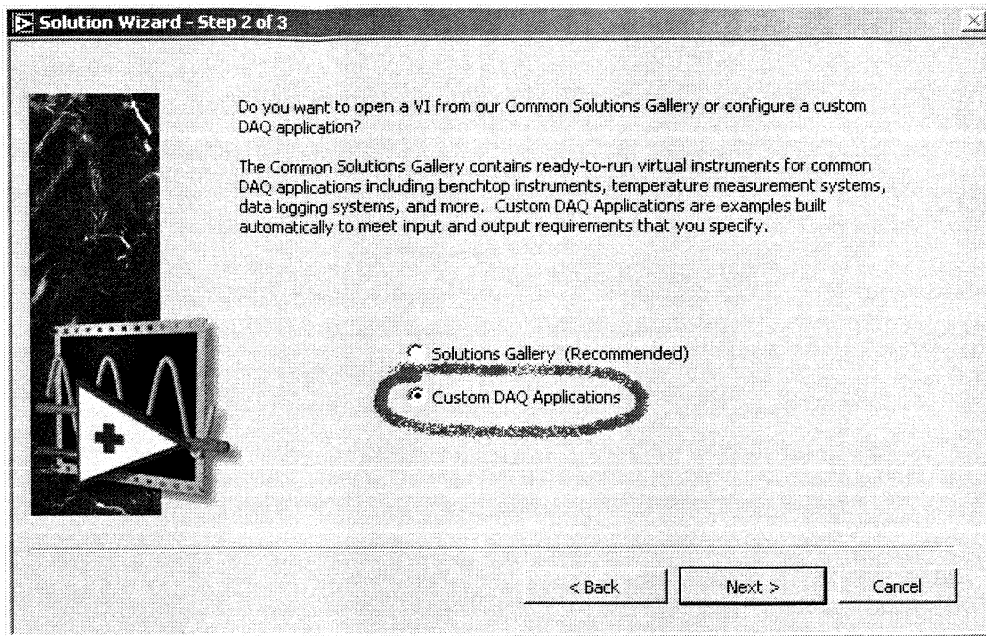 Solution Wizard - Step 2 of 3
Do you want to open a VI from our Common Solutions Gallery or configure a custom
DAQ application?
The Common Solutions Gallery contains ready-to-run virtual instruments for common
DAQ applications including benchtop instruments, temperature measurement systems,
data logging systems, and more. Custom DAQ Applications are examples built
automatically to meet input and output requirements that you specify.
Solutions Gallery (Recommended)
Custom DAQ Applications
< Back
Next >
Cancel